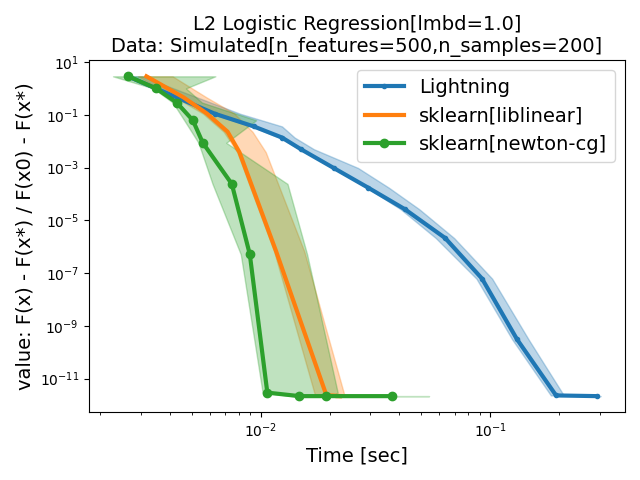 L2 Logistic Regression[lmbd=1.0]
Data: Simulated[n_features=500,n_samples=200]
value: F(x) - F(x*) / F(x0) - F(x*)
10¹
10⁻¹
10⁻³
10⁻⁵
10⁻⁷
10⁻⁹
10⁻¹¹
Lightning
sklearn[liblinear]
sklearn[newton-cg]
10⁻²
10⁻¹
Time [sec]